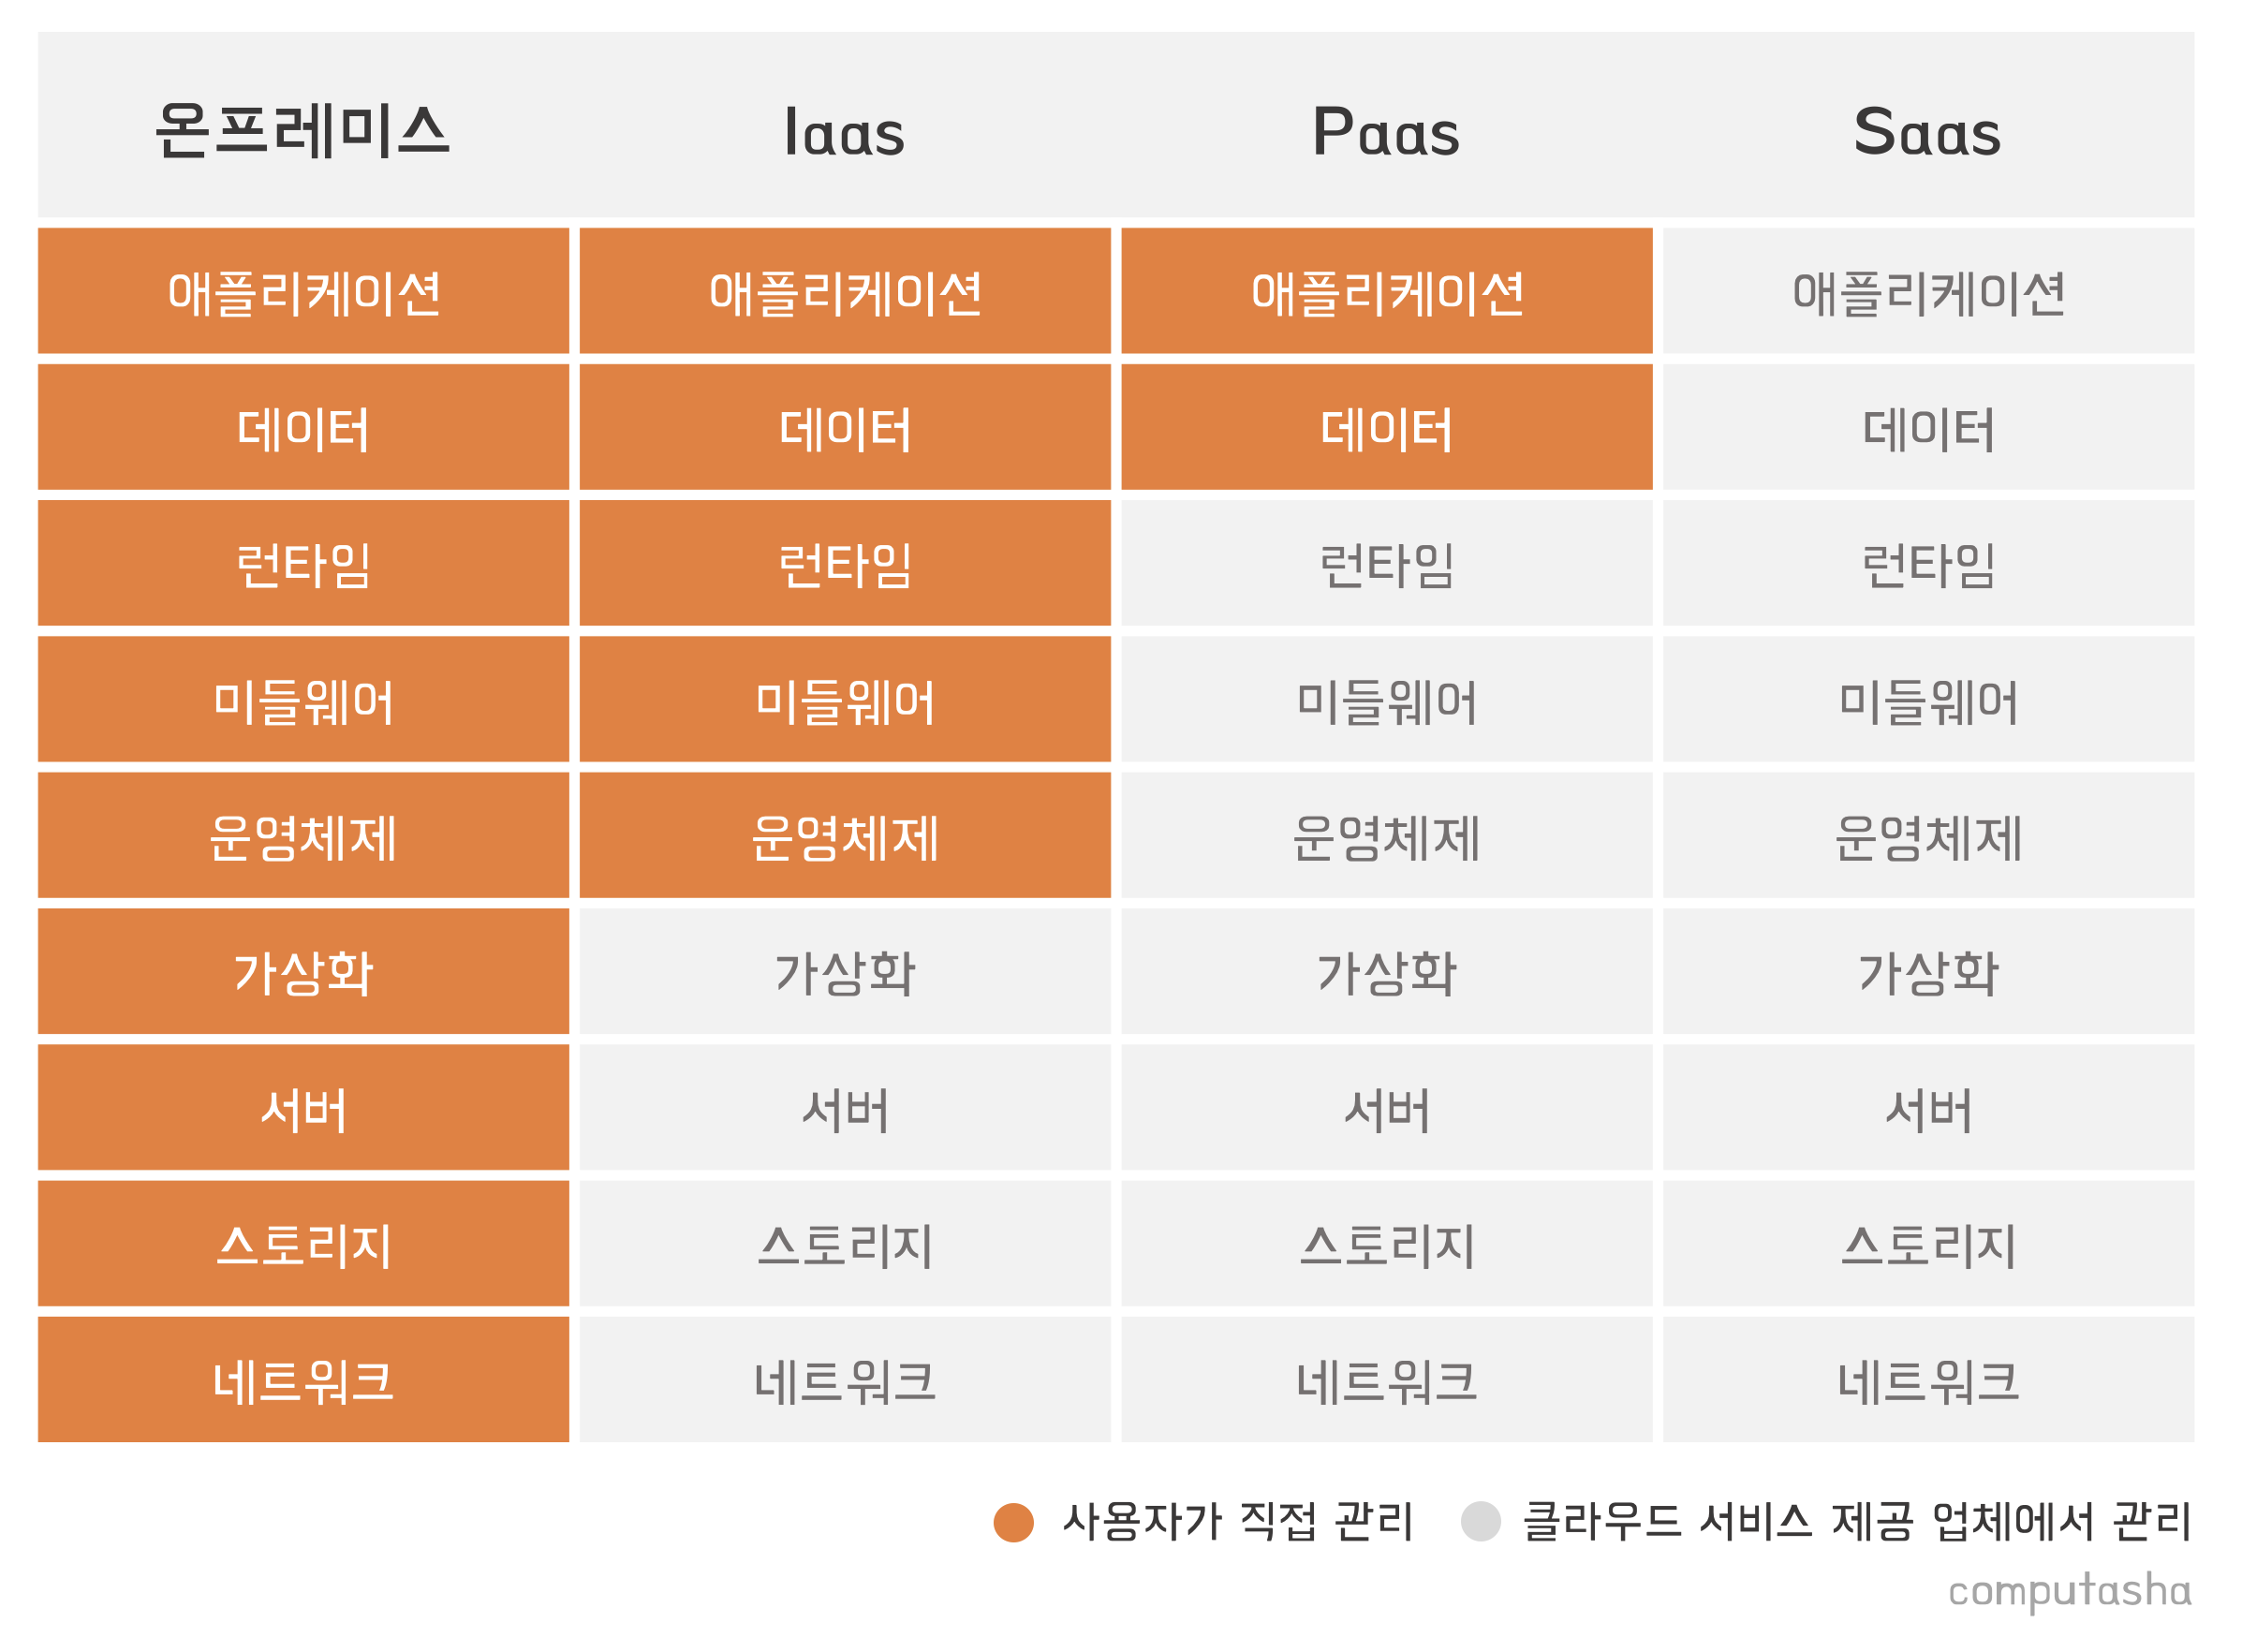 온프레미스 Iaas Paas Saas
애플리케이션 애플리케이션 애플리케이션 애플리케이션
데이터 데이터 데이터 데이터
런타임 런타임 런타임 런타임
미들웨어 미들웨어 미들웨어 미들웨어
운영체제 운영체제 운영체제 운영체제
가상화 가상화 가상화 가상화
서버 서버 서버 서버
스토리지 스토리지 스토리지 스토리지
네트워크 네트워크 네트워크 네트워크
사용자가 직접 관리 클라우드 서비스 제공 업체에서 관리
computasha